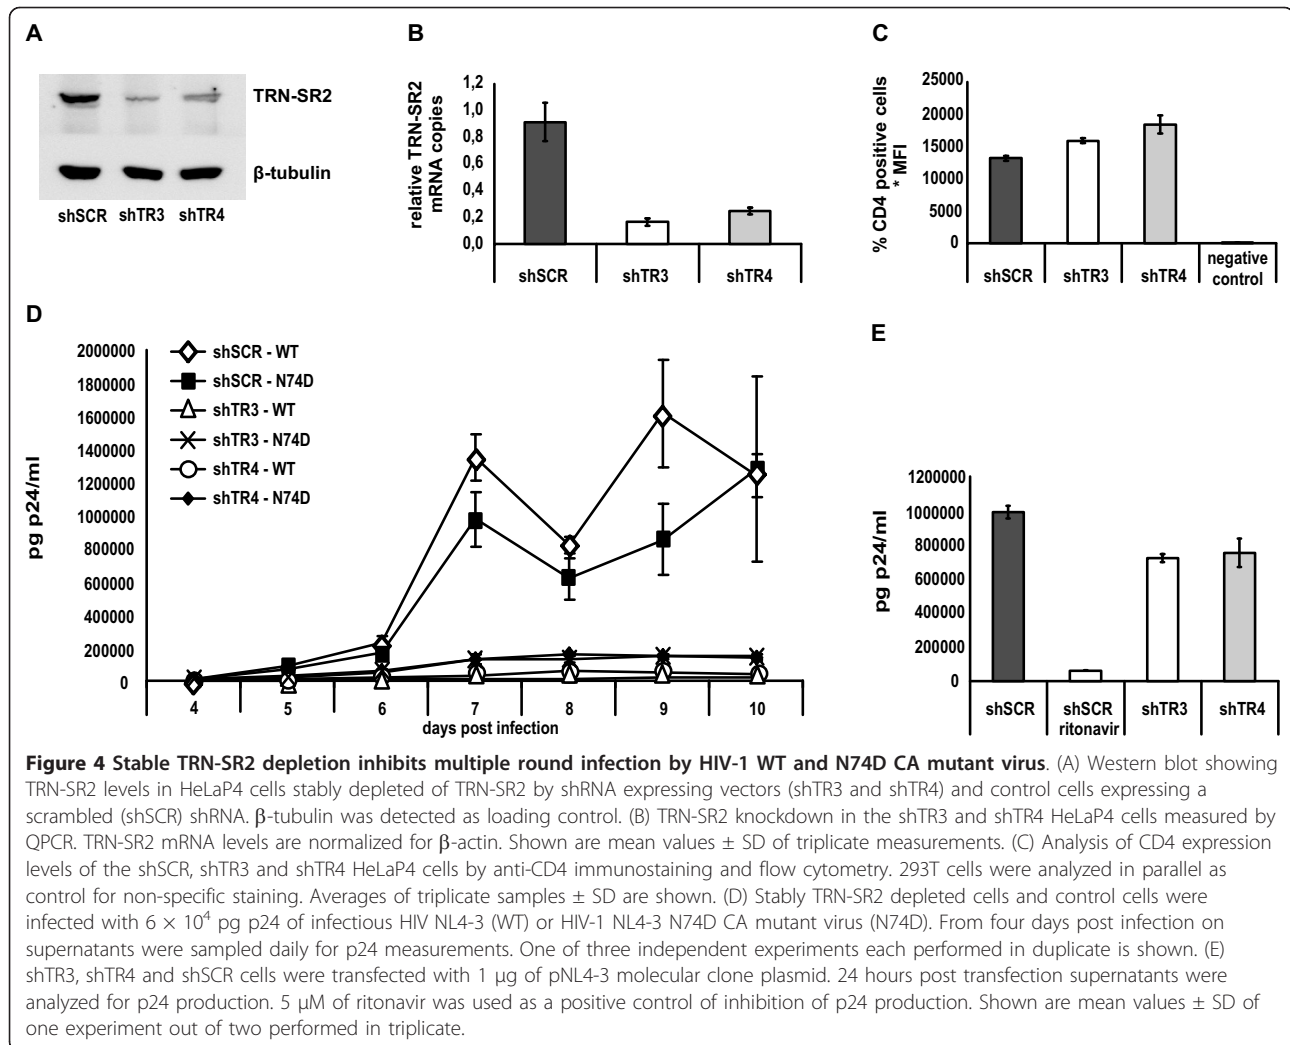 A
TRN-SR2
β-tubulin
shSCR shTR3 shTR4
B
relative TRN-SR2
mRNA copies
1,2
1,0
0,8
0,6
0,4
0,2
0,0
shSCR shTR3 shTR4
C
% CD4 positive cells
* MFI
25000
20000
15000
10000
5000
0
shSCR shTR3 shTR4 negative
control
D
pg p24/ml
2000000
1800000
1600000
1400000
1200000
1000000
800000
600000
400000
200000
0
shSCR - WT
shSCR - N74D
shTR3 - WT
shTR3 - N74D
shTR4 - WT
shTR4 - N74D
4 5 6 7 8 9 10
days post infection
E
pg p24/ml
1200000
1000000
800000
600000
400000
200000
0
shSCR shSCR shTR3 shTR4
ritonavir
Figure 4 Stable TRN-SR2 depletion inhibits multiple round infection by HIV-1 WT and N74D CA mutant virus. (A) Western blot showing
TRN-SR2 levels in HeLaP4 cells stably depleted of TRN-SR2 by shRNA expressing vectors (shTR3 and shTR4) and control cells expressing a
scrambled (shSCR) shRNA. β-tubulin was detected as loading control. (B) TRN-SR2 knockdown in the shTR3 and shTR4 HeLaP4 cells measured by
QPCR. TRN-SR2 mRNA levels are normalized for β-actin. Shown are mean values ± SD of triplicate measurements. (C) Analysis of CD4 expression
levels of the shSCR, shTR3 and shTR4 HeLaP4 cells by anti-CD4 immunostaining and flow cytometry. 293T cells were analyzed in parallel as
control for non-specific staining. Averages of triplicate samples ± SD are shown. (D) Stably TRN-SR2 depleted cells and control cells were
infected with 6 × 10⁴ pg p24 of infectious HIV NL4-3 (WT) or HIV-1 NL4-3 N74D CA mutant virus (N74D). From four days post infection on
supernatants were sampled daily for p24 measurements. One of three independent experiments each performed in duplicate is shown. (E)
shTR3, shTR4 and shSCR cells were transfected with 1 μg of pNL4-3 molecular clone plasmid. 24 hours post transfection supernatants were
analyzed for p24 production. 5 μM of ritonavir was used as a positive control of inhibition of p24 production. Shown are mean values ± SD of
one experiment out of two performed in triplicate.